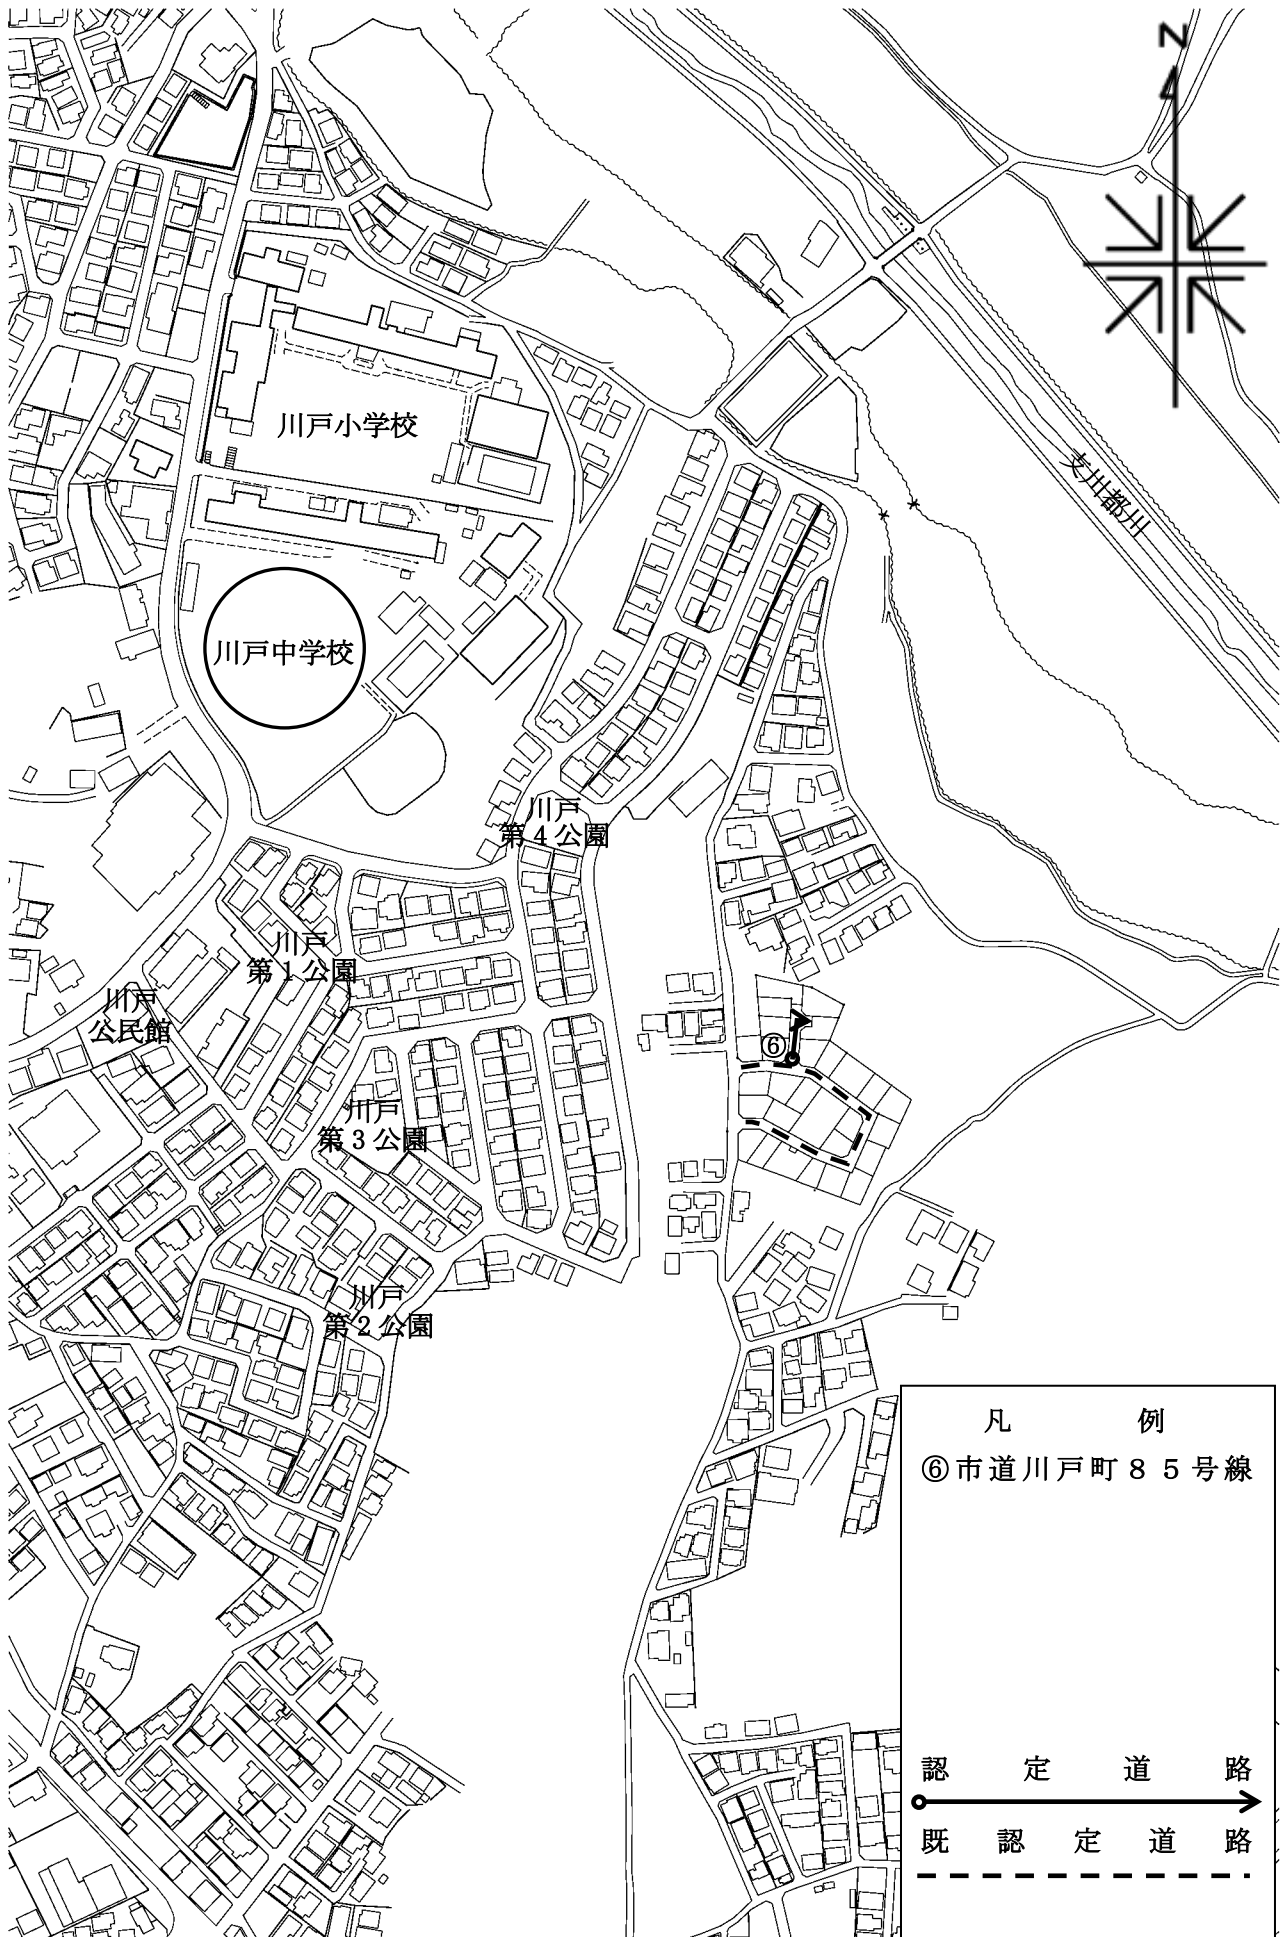 N
川戸小学校
支川都川
川戸中学校
川戸
第４公園
川戸
第１公園
川戸
公民館
⑥
川戸
第３公園
川戸
第２公園
凡例
⑥市道川戸町８５号線
認定道路
既認定道路